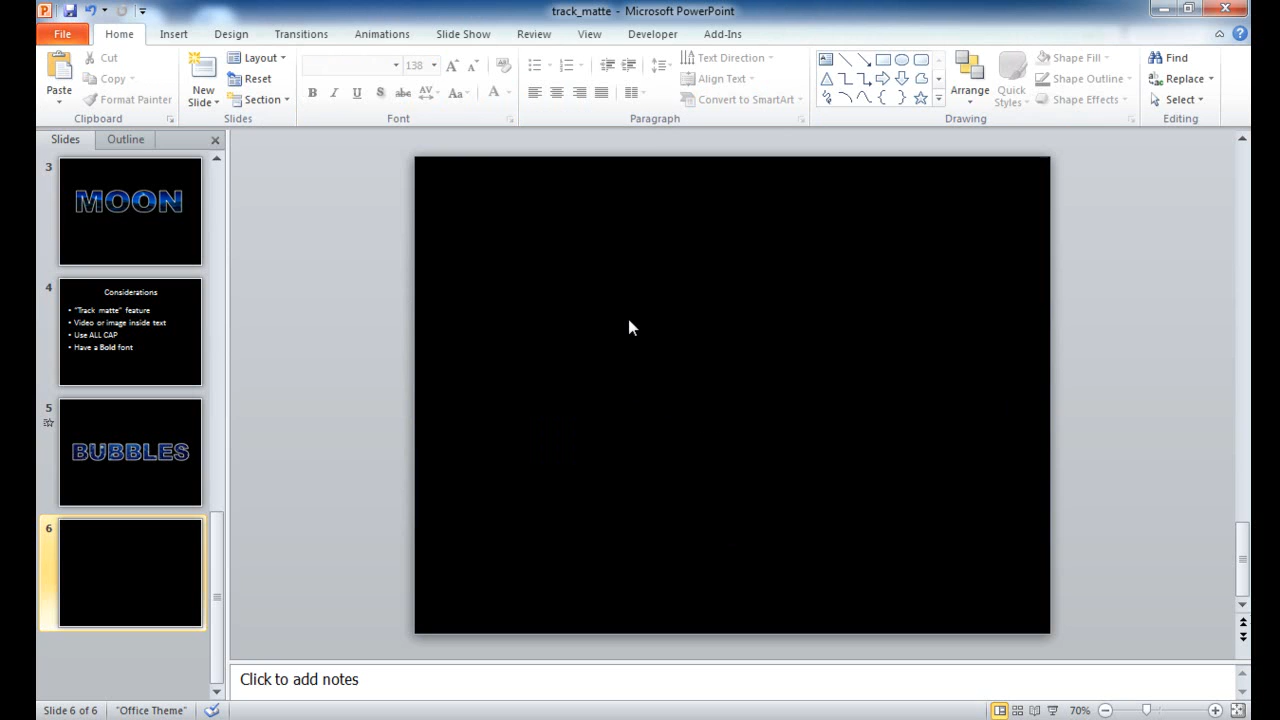 track_matte - Microsoft PowerPoint
File Home Insert Design Transitions Animations Slide Show Review View Developer Add-Ins
Paste
Cut
Copy
Format Painter
Clipboard
New Slide
Layout
Reset
Section
Slides
138
B I U S abc AV Aa A
Font
Text Direction
Align Text
Convert to SmartArt
Paragraph
Arrange
Quick Styles
Shape Fill
Shape Outline
Shape Effects
Drawing
Find
Replace
Select
Editing
Slides Outline
3
MOON
4
Considerations
• "Track matte" feature
• Video or image inside text
• Use ALL CAP
• Have a Bold font
5
BUBBLES
6
Click to add notes
Slide 6 of 6 "Office Theme" 70%